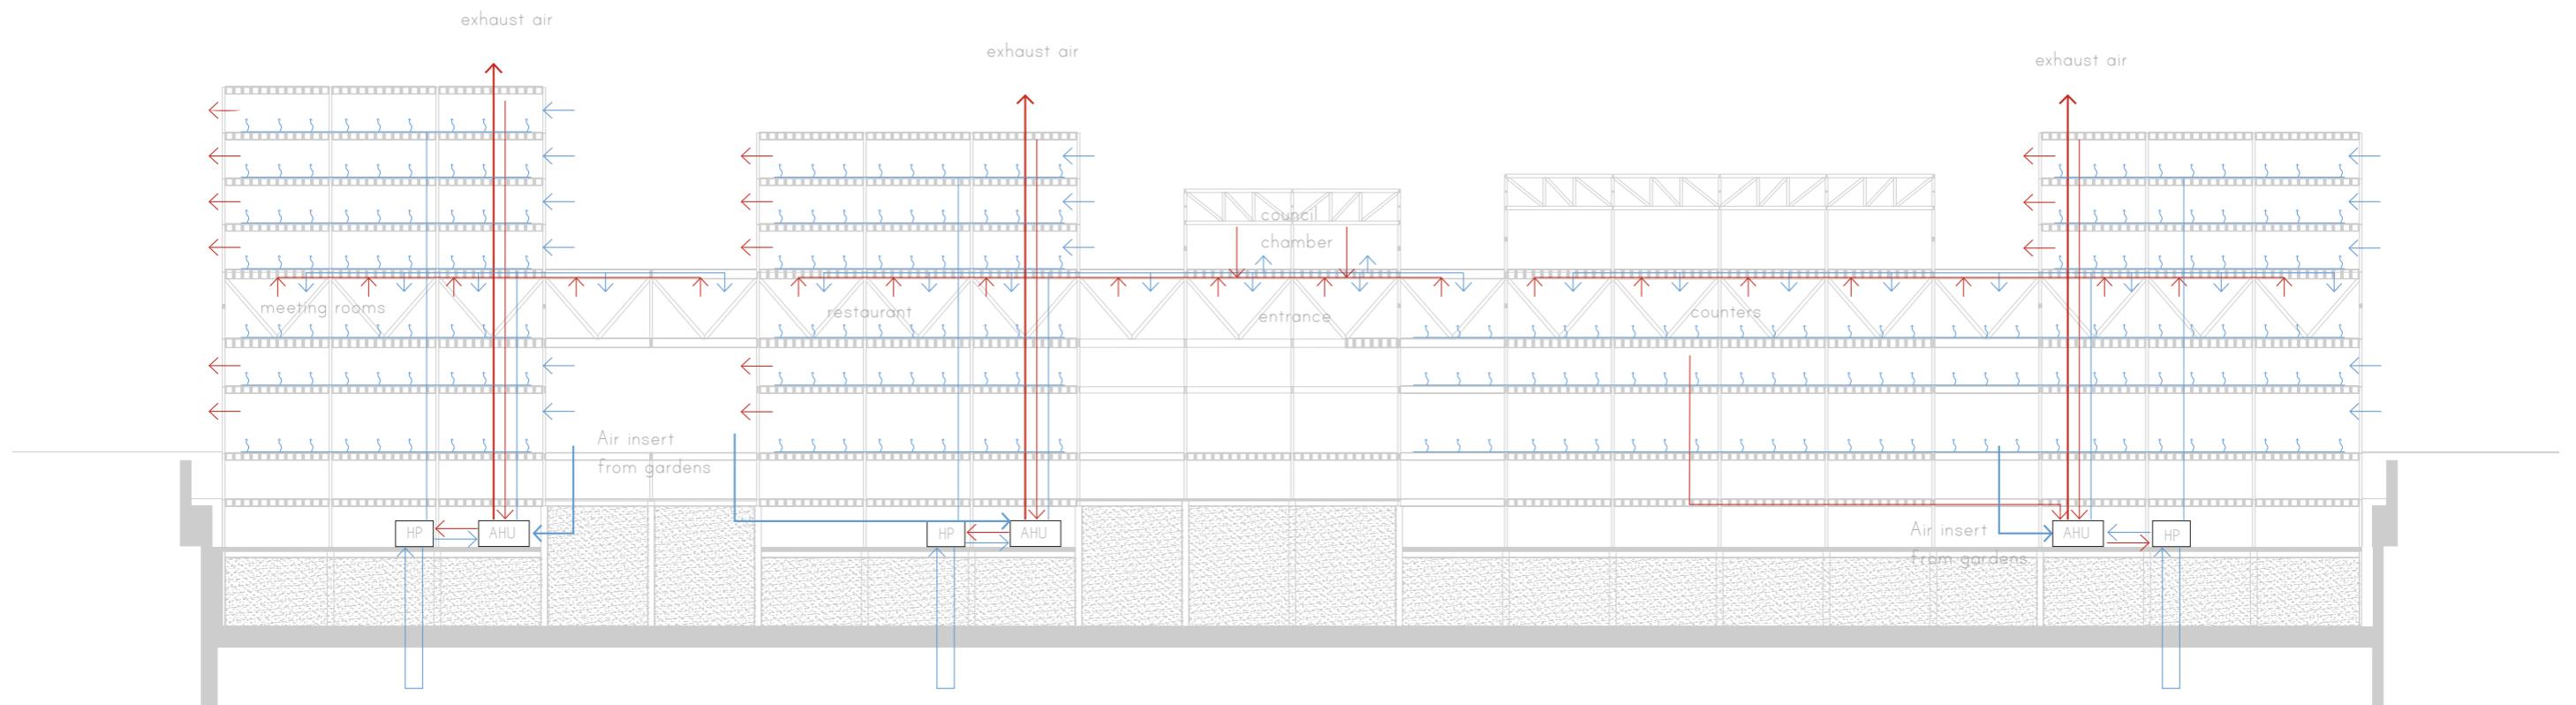 exhaust air
exhaust air
exhaust air
council
chamber
meeting rooms
restaurant
entrance
counters
Air insert
from gardens
HP
AHU
HP
AHU
Air insert
from gardens
AHU
HP